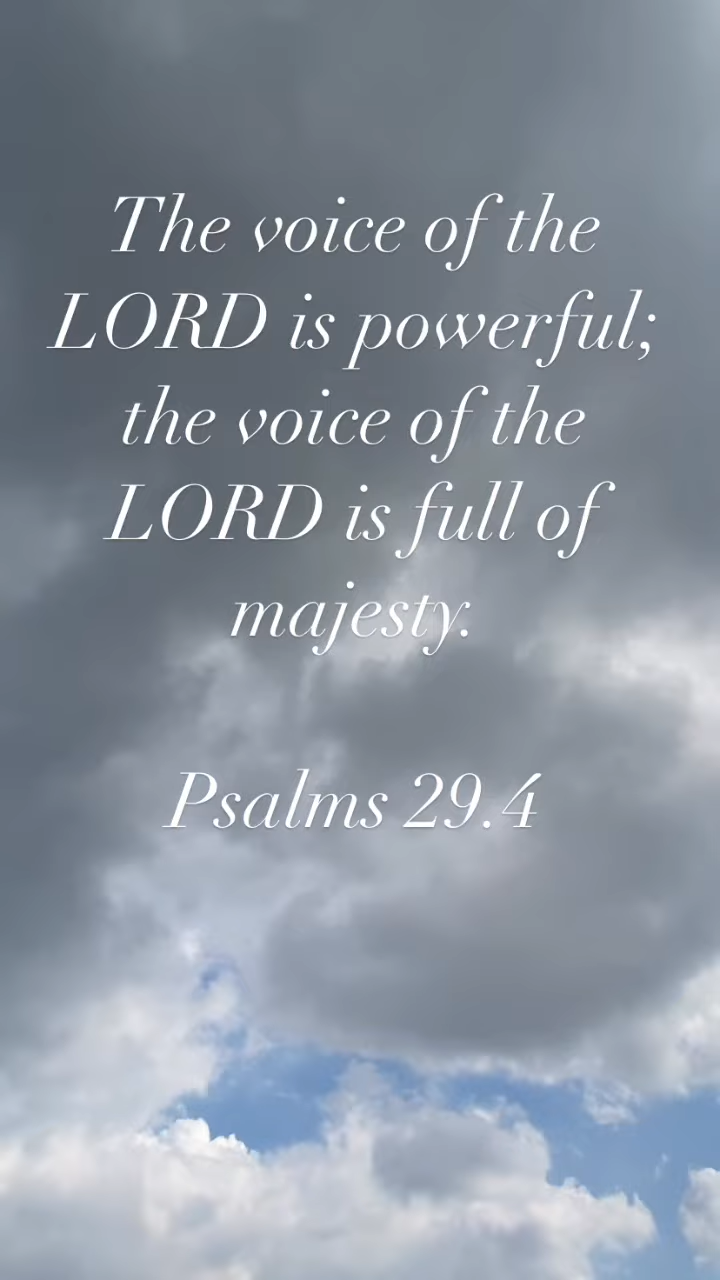 The voice of the
LORD is powerful;
the voice of the
LORD is full of
majesty.
Psalms 29.4